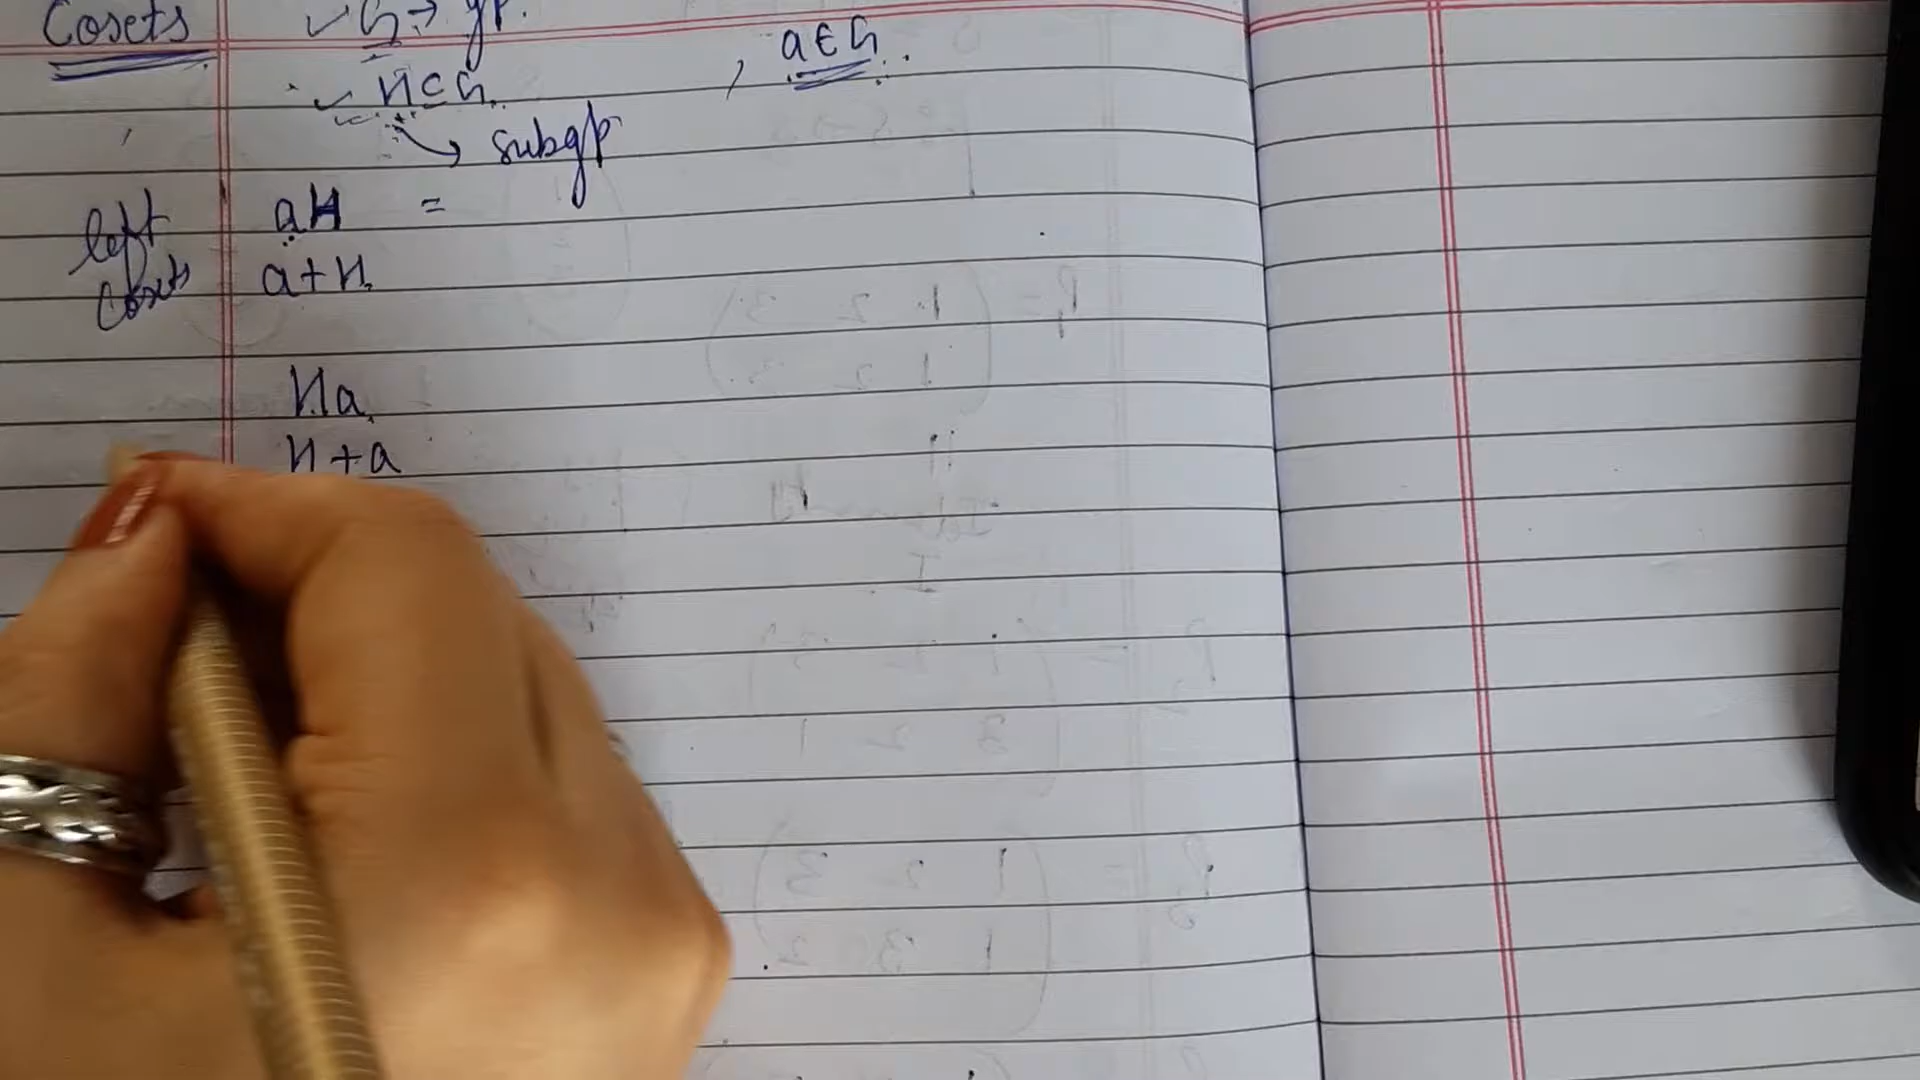 Cosets G → gp.
H ⊆ G , a ∈ G.
→ subgp
left aH =
cosets a + H
Ha
H + a